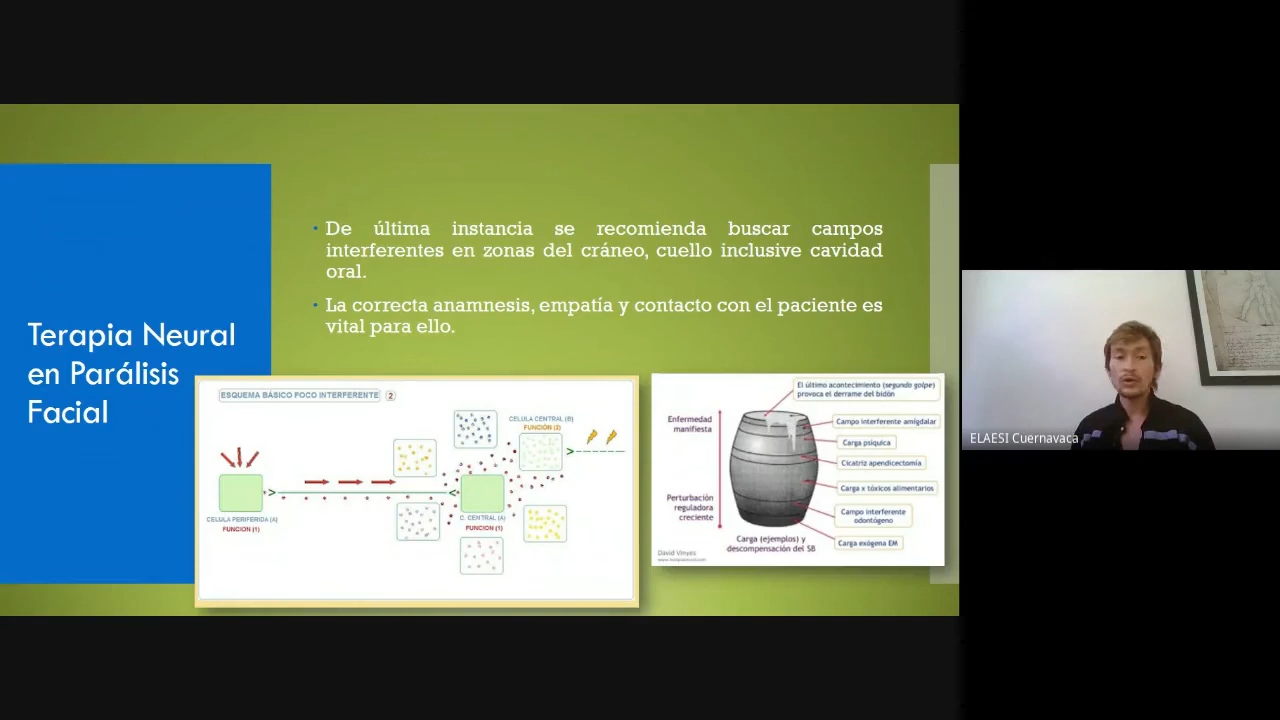 Terapia Neural
en Parálisis
Facial
• De última instancia se recomienda buscar campos
interferentes en zonas del cráneo, cuello inclusive cavidad
oral.
• La correcta anamnesis, empatía y contacto con el paciente es
vital para ello.
ESQUEMA BÁSICO FOCO INTERFERENTE 2
CELULA CENTRAL (B)
FUNCIÓN (2)
CELULA PERIFERIDA (A)
FUNCION (1)
C. CENTRAL (A)
FUNCION (1)
El último acontecimiento (segundo golpe)
provoca el derrame del bidón
Enfermedad
manifiesta
Campo interferente amigdalar
Carga psíquica
Cicatriz apendicectomía
Carga x tóxicos alimentarios
Perturbación
reguladora
creciente
Campo interferente
odontógeno
Carga exógena EM
Carga (ejemplos) y
descompensación del SB
David Vinyes
ELAESI Cuernavaca